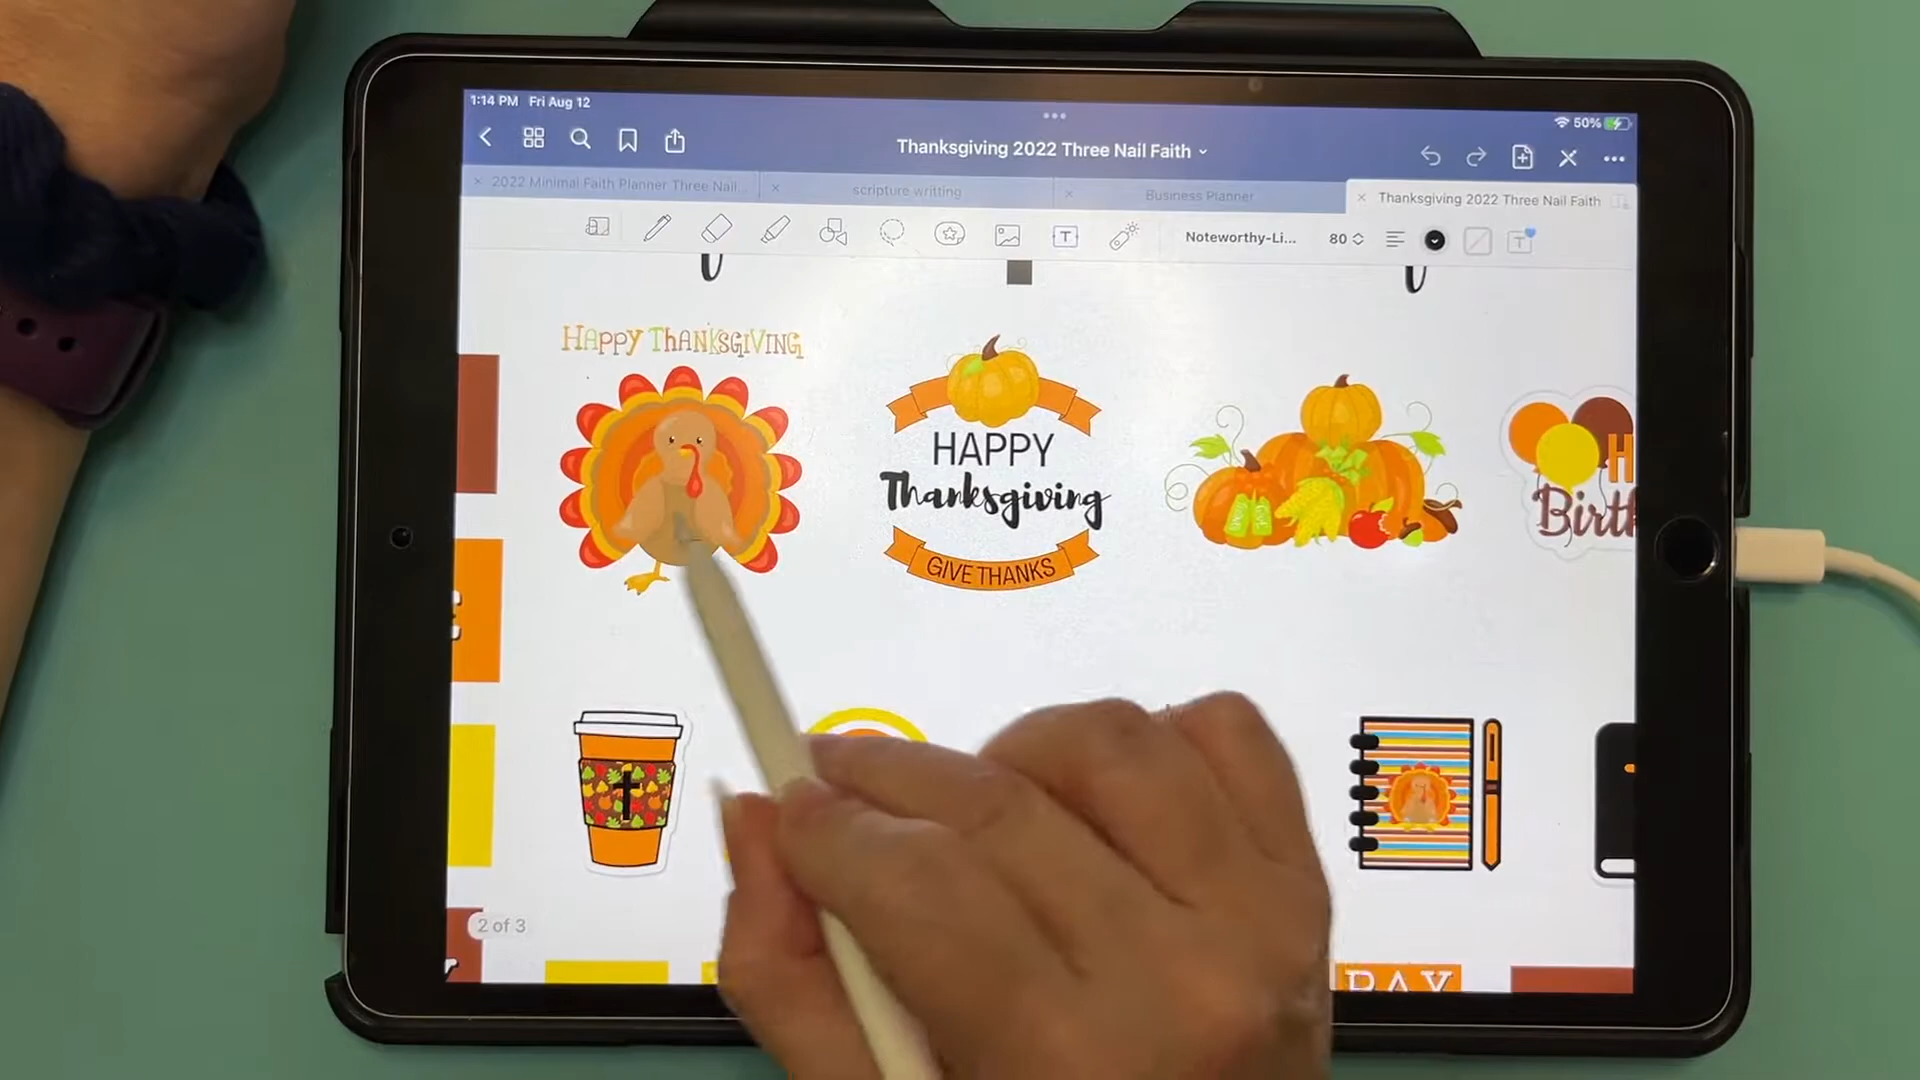 1:14 PM Fri Aug 12
50%
Thanksgiving 2022 Three Nail Faith
2022 Minimal Faith Planner Three Nail...
scripture writing
Business Planner
Thanksgiving 2022 Three Nail Faith
T
Noteworthy-Li...
80
T
HAPPY THANKSGIVING
HAPPY
Thanksgiving
GIVE THANKS
H
Birth
E
2 of 3
Y
PAY